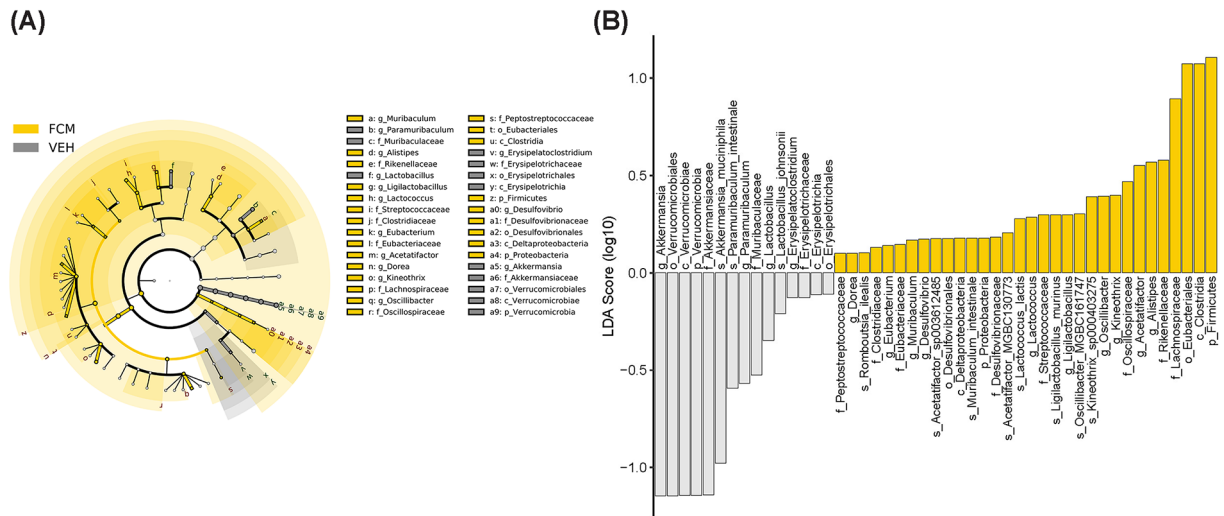 (A)
FCM
VEH
a: g_Muribaculum
b: g_Paramuribaculum
c: f_Muribaculaceae
d: g_Alistipes
e: f_Rikenellaceae
f: g_Lactobacillus
g: g_Ligilactobacillus
h: g_Lactococcus
i: f_Streptococcaceae
j: f_Clostridiaceae
k: g_Eubacterium
l: f_Eubacteriaceae
m: g_Acetatifactor
n: g_Dorea
o: g_Kineothrix
p: f_Lachnospiraceae
q: g_Oscillibacter
r: f_Oscillospiraceae
s: f_Peptostreptococcaceae
t: o_Eubacteriales
u: c_Clostridia
v: g_Erysipelatoclostridium
w: f_Erysipelotrichaceae
x: o_Erysipelotrichales
y: c_Erysipelotrichia
z: p_Firmicutes
a0: g_Desulfovibrio
a1: f_Desulfovibrionaceae
a2: o_Desulfovibrionales
a3: c_Deltaproteobacteria
a4: p_Proteobacteria
a5: g_Akkermansia
a6: f_Akkermansiaceae
a7: o_Verrucomicrobiales
a8: c_Verrucomicrobiae
a9: p_Verrucomicrobia
(B)
LDA Score (log10)
1.0
0.5
0.0
−0.5
−1.0
g_Akkermansia
o_Verrucomicrobiales
c_Verrucomicrobiae
p_Verrucomicrobia
f_Akkermansiaceae
s_Akkermansia_muciniphila
s_Paramuribaculum_intestinale
g_Paramuribaculum
f_Muribaculaceae
g_Lactobacillus
s_Lactobacillus_johnsonii
g_Erysipelatoclostridium
f_Erysipelotrichaceae
c_Erysipelotrichia
o_Erysipelotrichales
f_Peptostreptococcaceae
g_Dorea
s_Romboutsia_ilealis
f_Clostridiaceae
g_Eubacterium
f_Eubacteriaceae
g_Muribaculum
g_Desulfovibrio
s_Acetatifactor_sp003612485
o_Desulfovibrionales
c_Deltaproteobacteria
s_Muribaculum_intestinale
p_Proteobacteria
f_Desulfovibrionaceae
s_Acetatifactor_MGBC130773
s_Lactococcus_lactis
g_Lactococcus
f_Streptococcaceae
s_Ligilactobacillus_murinus
g_Ligilactobacillus
s_Oscillibacter_MGBC161747
s_Kineothrix_sp000403275
g_Oscillibacter
g_Kineothrix
f_Oscillospiraceae
g_Acetatifactor
g_Alistipes
f_Rikenellaceae
f_Lachnospiraceae
o_Eubacteriales
c_Clostridia
p_Firmicutes